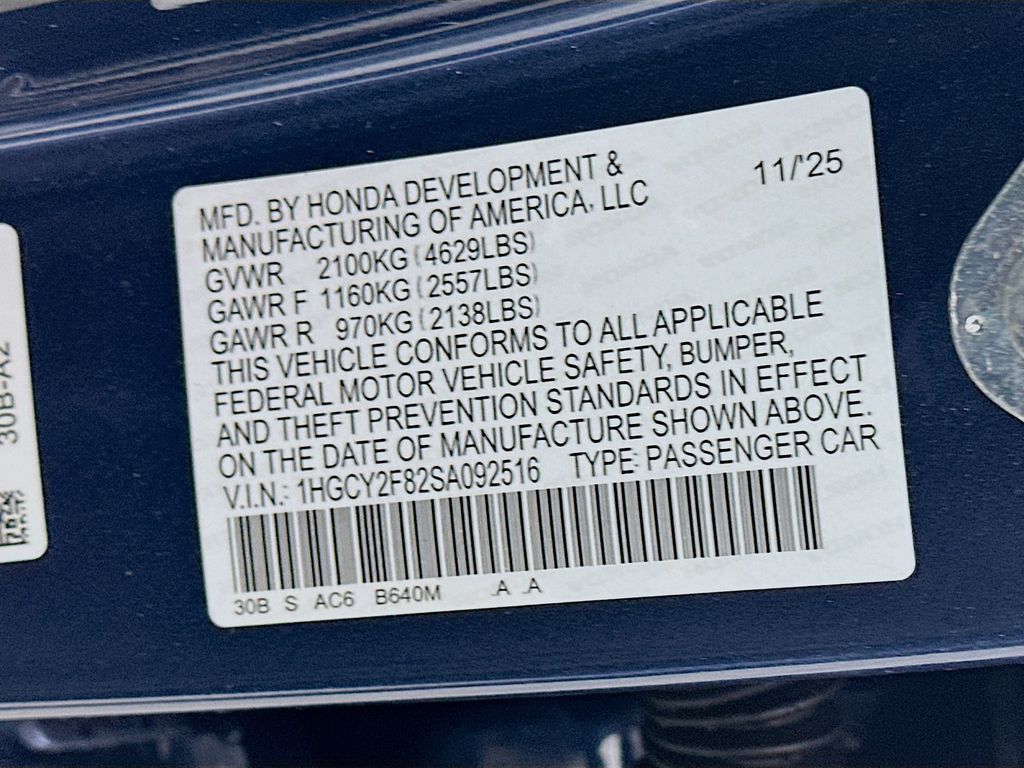 MFD. BY HONDA DEVELOPMENT &
MANUFACTURING OF AMERICA, LLC
11/'25
GVWR 2100KG (4629LBS)
GAWR F 1160KG (2557LBS)
GAWR R 970KG (2138LBS)
THIS VEHICLE CONFORMS TO ALL APPLICABLE
FEDERAL MOTOR VEHICLE SAFETY, BUMPER,
AND THEFT PREVENTION STANDARDS IN EFFECT
ON THE DATE OF MANUFACTURE SHOWN ABOVE.
V.I.N.: 1HGCY2F82SA092516 TYPE: PASSENGER CAR
30B S AC6 B640M .A .A
30B-A2